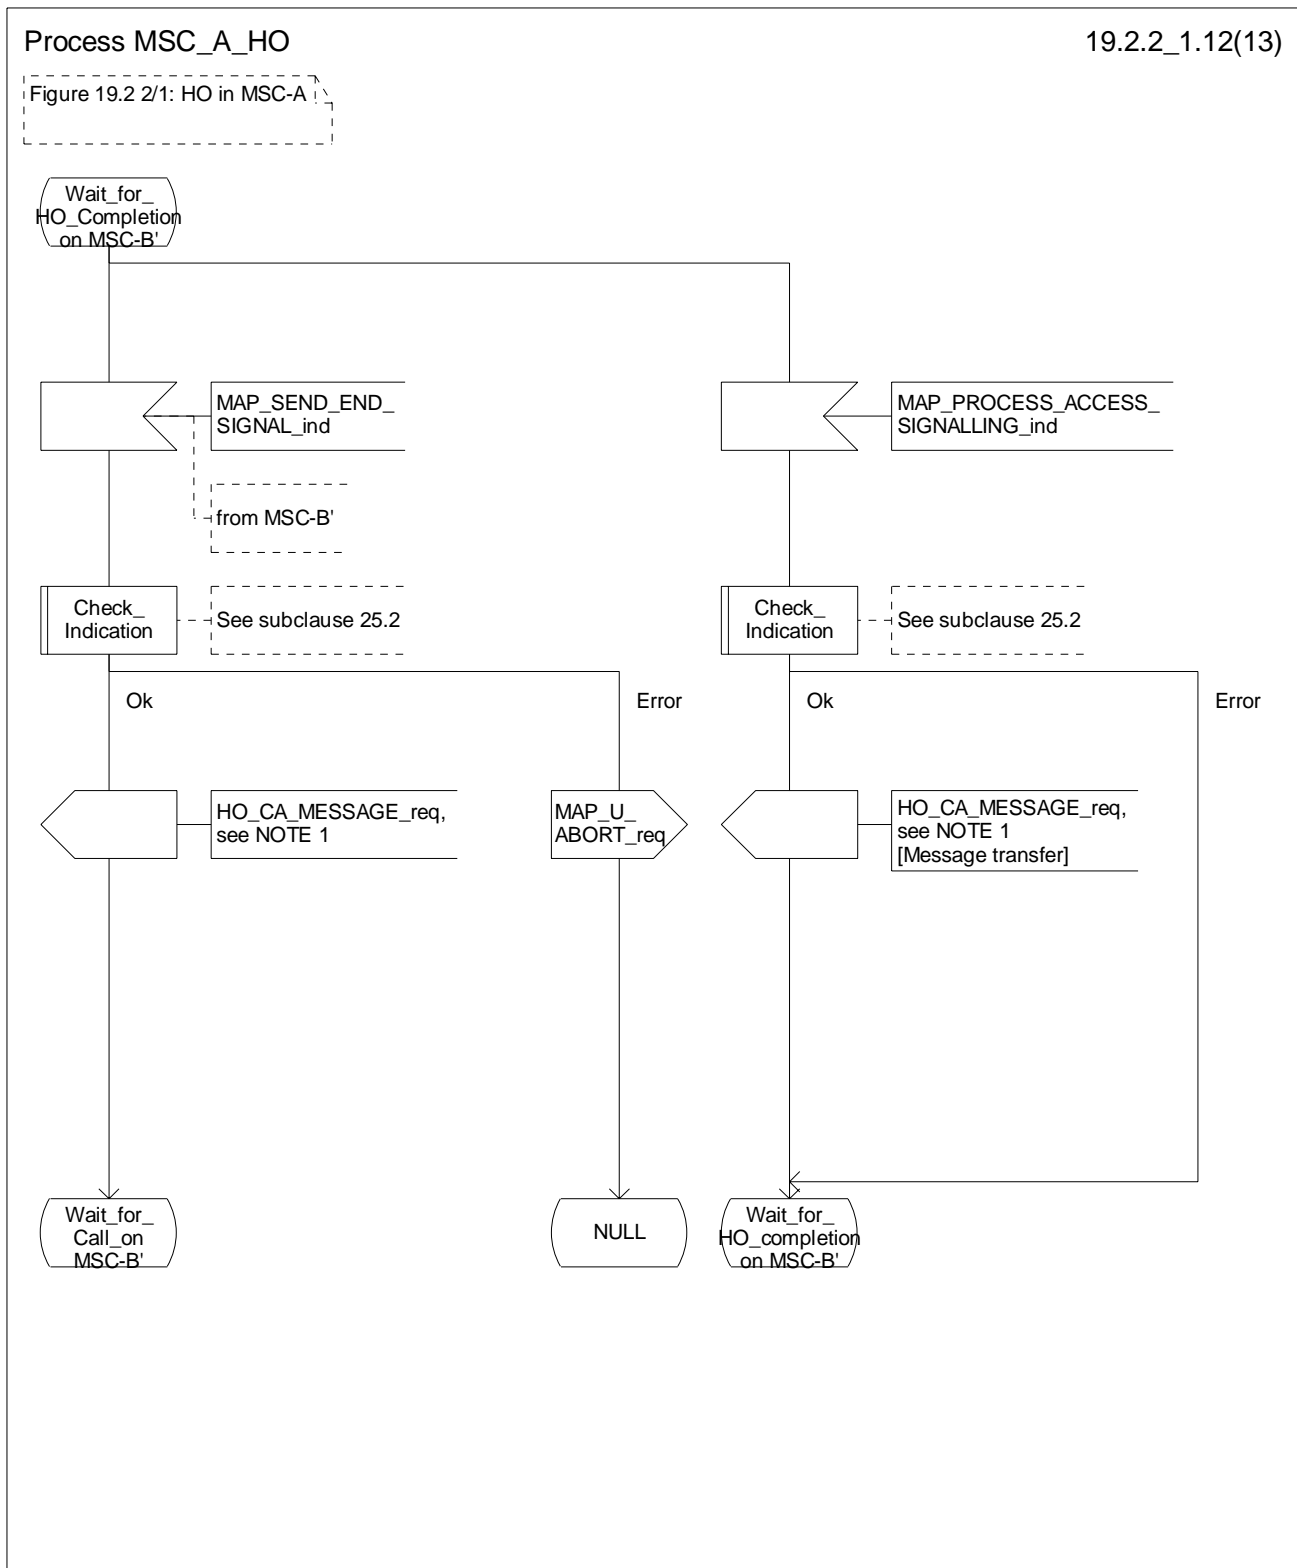 Process MSC_A_HO
19.2.2_1.12(13)
Figure 19.2 2/1: HO in MSC-A
Wait_for_
HO_Completion
on MSC-B'
MAP_SEND_END_
SIGNAL_ind
MAP_PROCESS_ACCESS_
SIGNALLING_ind
from MSC-B'
Check_
Indication
See subclause 25.2
Check_
Indication
See subclause 25.2
Ok
Error
Ok
Error
HO_CA_MESSAGE_req,
see NOTE 1
MAP_U_
ABORT_req
HO_CA_MESSAGE_req,
see NOTE 1
[Message transfer]
Wait_for_
Call_on
MSC-B'
NULL
Wait_for_
HO_completion
on MSC-B'